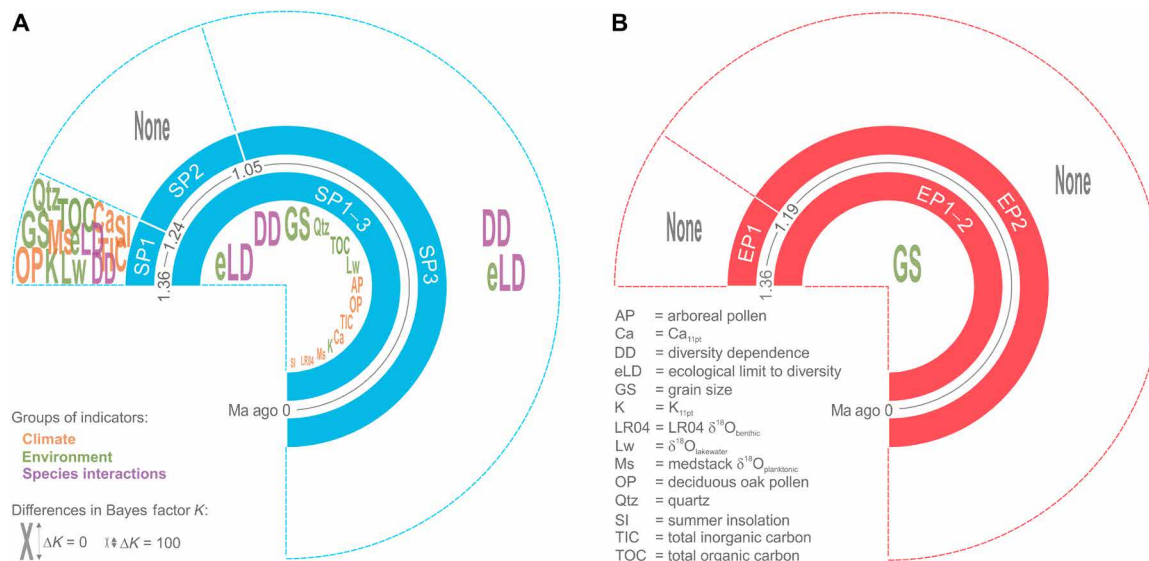 A
None
SP2
1.05
SP1–3
1.24
SP1
1.36
SP3
Qtz
TOC
Ca
SI
GS
Ms
eLD
TIC
OP
K
Lw
DD
eLD
DD
GS
Qtz
TOC
Lw
AP
OP
TIC
Ca
K
Ms
LR04
SI
DD
eLD
Ma ago 0
Groups of indicators:
Climate
Environment
Species interactions
Differences in Bayes factor K:
ΔK = 0 ΔK = 100
B
None
None
EP1
1.19
1.36
EP1–2
EP2
GS
Ma ago 0
AP = arboreal pollen
Ca = Ca11pt
DD = diversity dependence
eLD = ecological limit to diversity
GS = grain size
K = K11pt
LR04 = LR04 δ18Obenthic
Lw = δ18Olakewater
Ms = medstack δ18Oplanktonic
OP = deciduous oak pollen
Qtz = quartz
SI = summer insolation
TIC = total inorganic carbon
TOC = total organic carbon